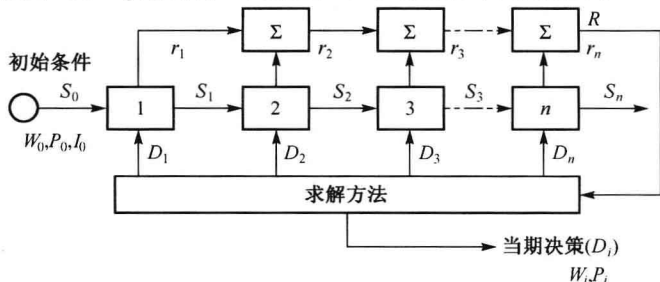 R
Σ Σ Σ
r₁ r₂ r₃ rₙ
初始条件
S₀ S₁ S₂ S₃ Sₙ
1 2 3 n
W₀,P₀,I₀
D₁ D₂ D₃ Dₙ
求解方法
当期决策(Dᵢ)
Wᵢ,Pᵢ